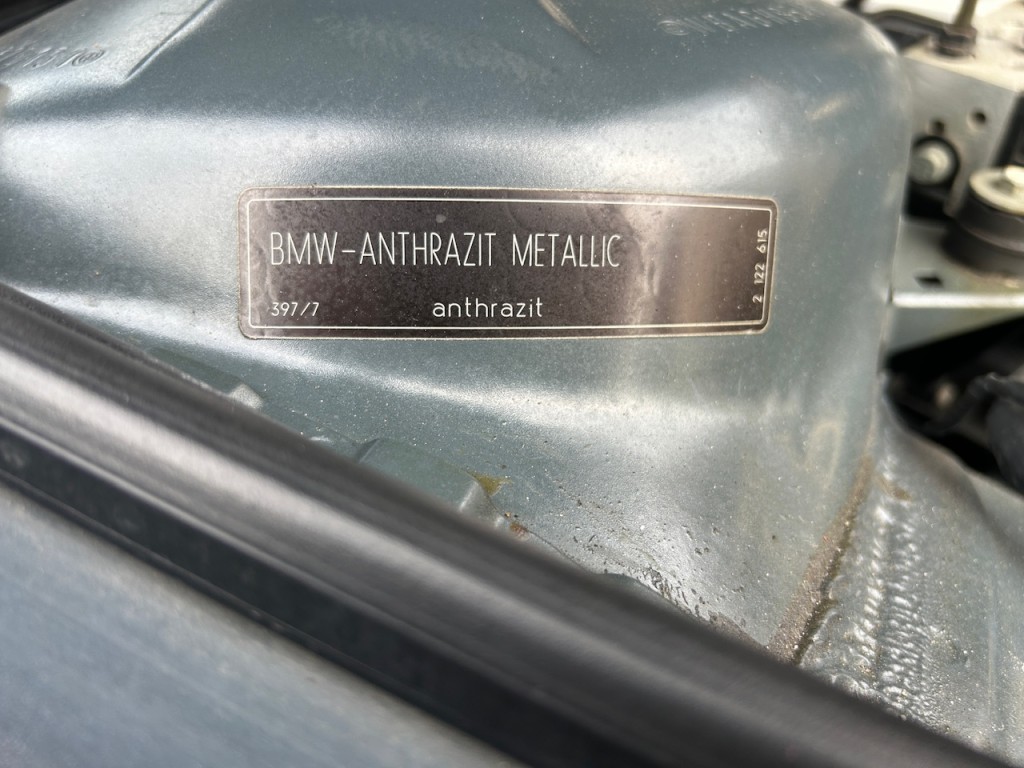 BMW-ANTHRAZIT METALLIC
397/7 anthrazit
2 122 615